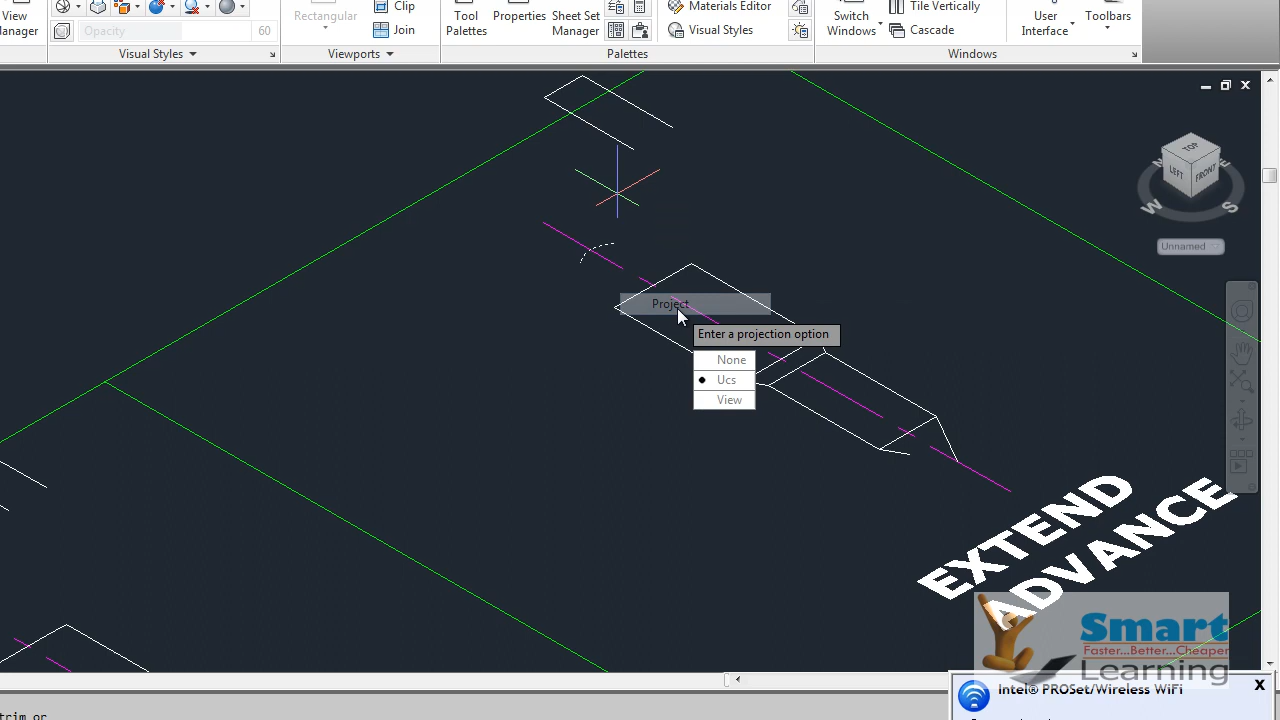 View
Manager
Opacity
60
Rectangular
Clip
Join
Tool
Palettes
Properties
Sheet Set
Manager
Materials Editor
Visual Styles
Switch
Windows
Tile Vertically
Cascade
User
Interface
Toolbars
Visual Styles
Viewports
Palettes
Windows
TOP
LEFT
FRONT
N
E
W
S
Unnamed
Project
Enter a projection option
None
Ucs
View
EXTEND
ADVANCE
Smart
Faster...Better...Cheaper
Learning
Intel® PROSet/Wireless WiFi
trim or